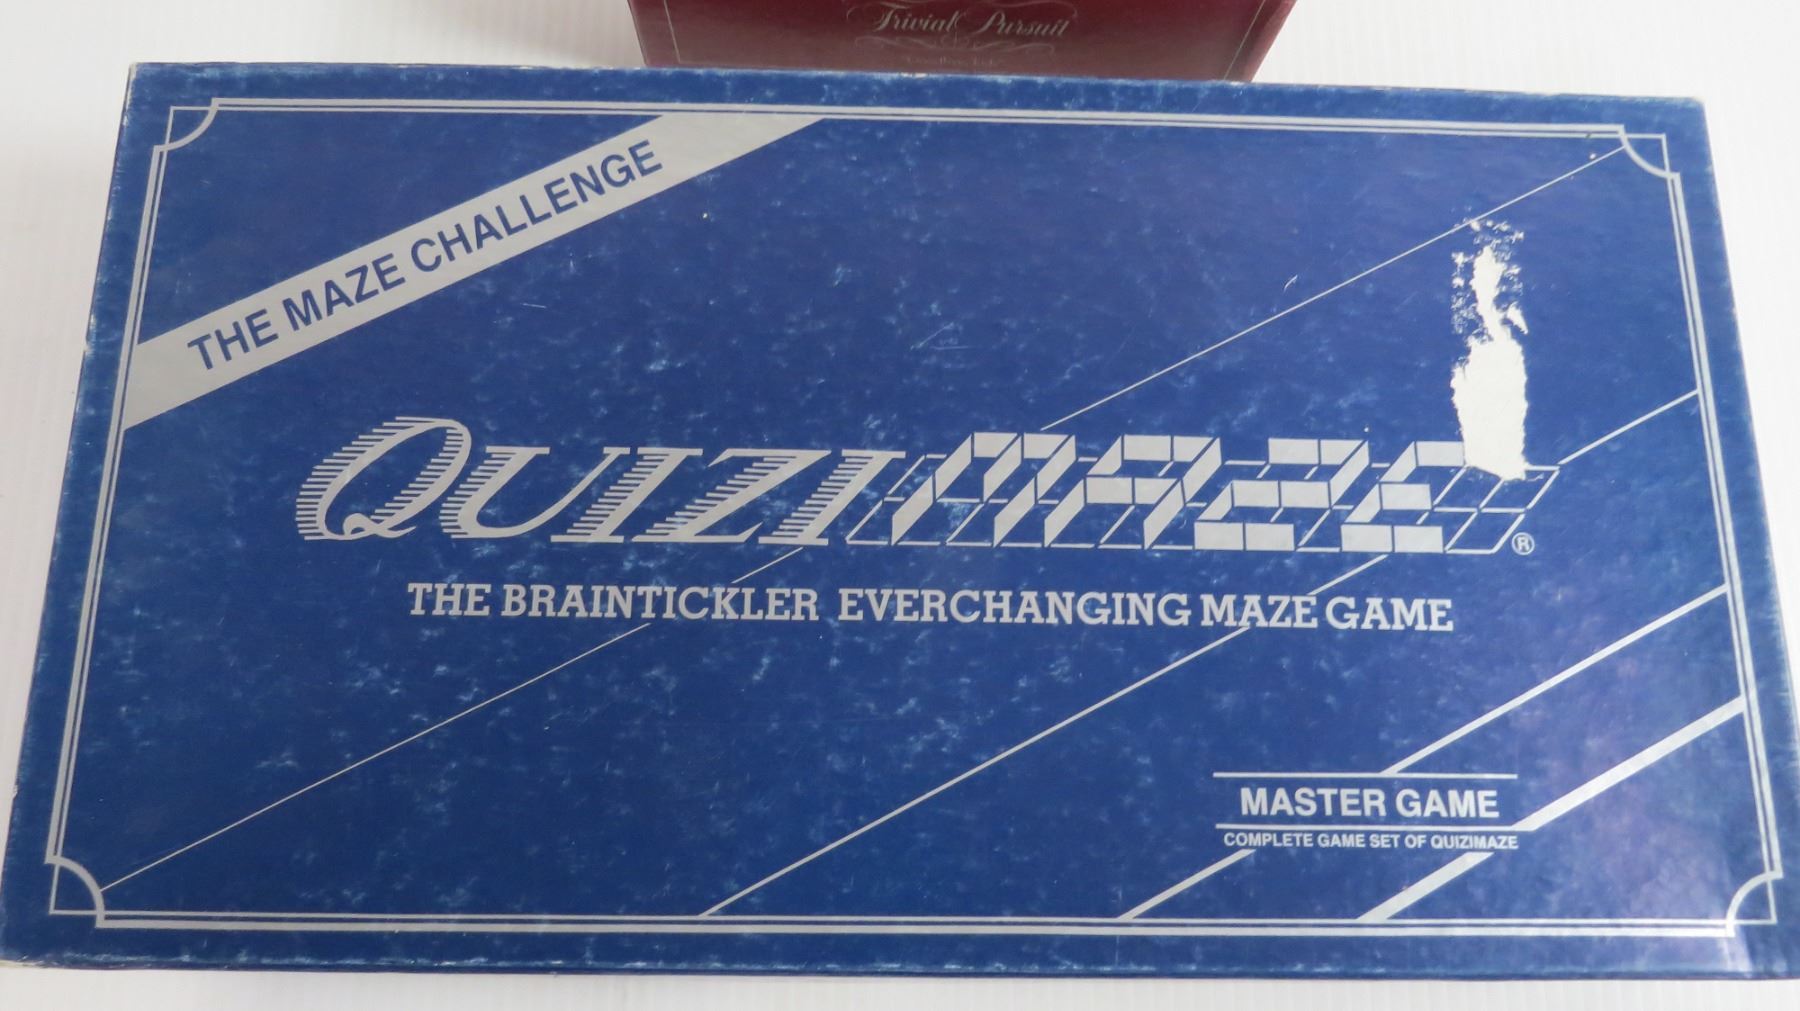 Trivial Pursuit
THE MAZE CHALLENGE
QUIZIMAZE®
THE BRAINTICKLER EVERCHANGING MAZE GAME
MASTER GAME
COMPLETE GAME SET OF QUIZIMAZE